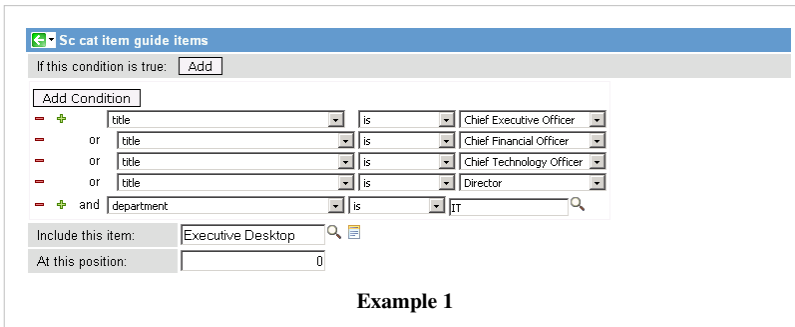 Sc cat item guide items
If this condition is true: Add
Add Condition
title is Chief Executive Officer
or title is Chief Financial Officer
or title is Chief Technology Officer
or title is Director
and department is IT
Include this item: Executive Desktop
At this position: 0
Example 1